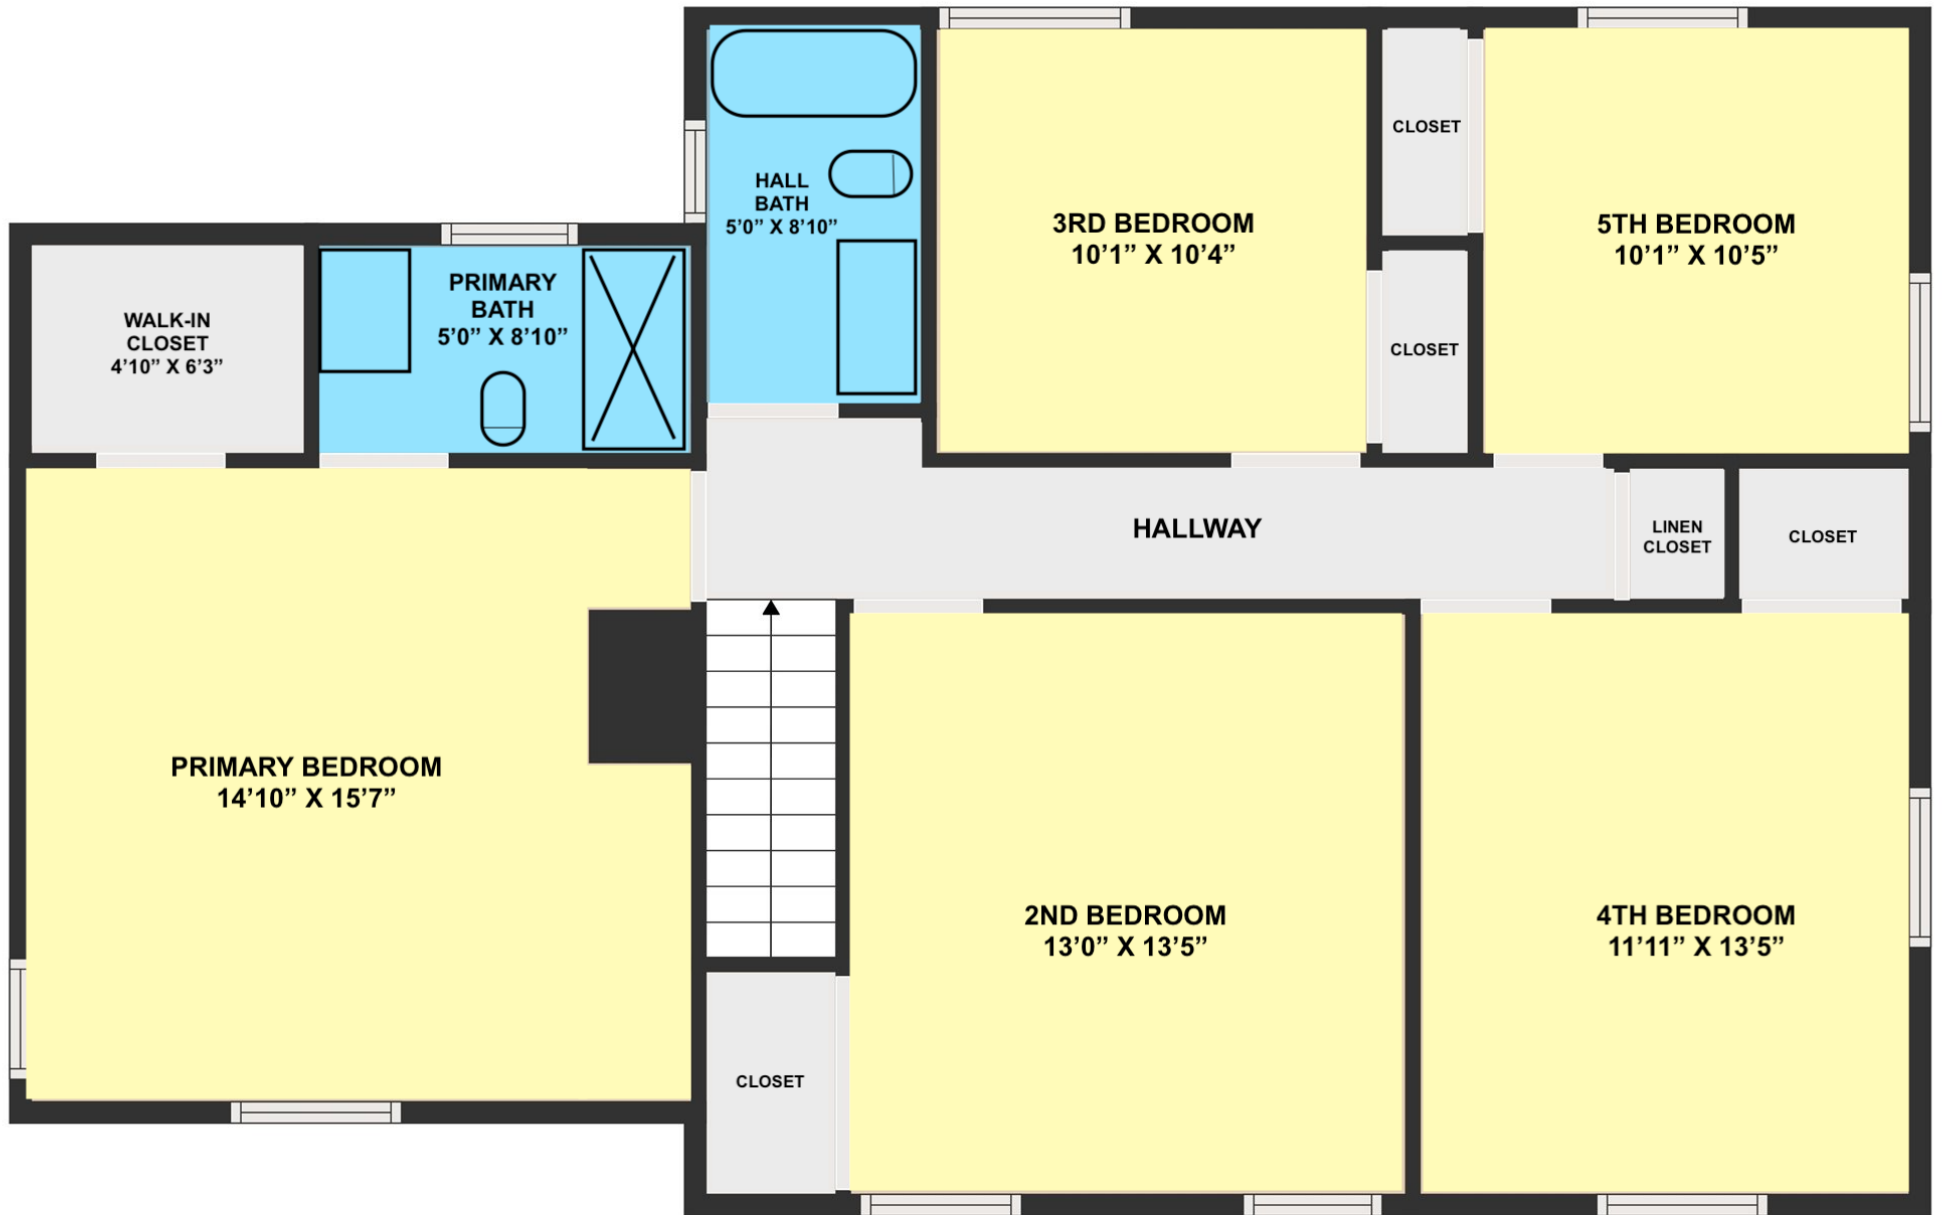 HALL
BATH
5’0” X 8’10”
3RD BEDROOM
10’1” X 10’4”
CLOSET
5TH BEDROOM
10’1” X 10’5”
WALK-IN
CLOSET
4’10” X 6’3”
PRIMARY
BATH
5’0” X 8’10”
CLOSET
HALLWAY
LINEN
CLOSET
CLOSET
PRIMARY BEDROOM
14’10” X 15’7”
2ND BEDROOM
13’0” X 13’5”
4TH BEDROOM
11’11” X 13’5”
CLOSET